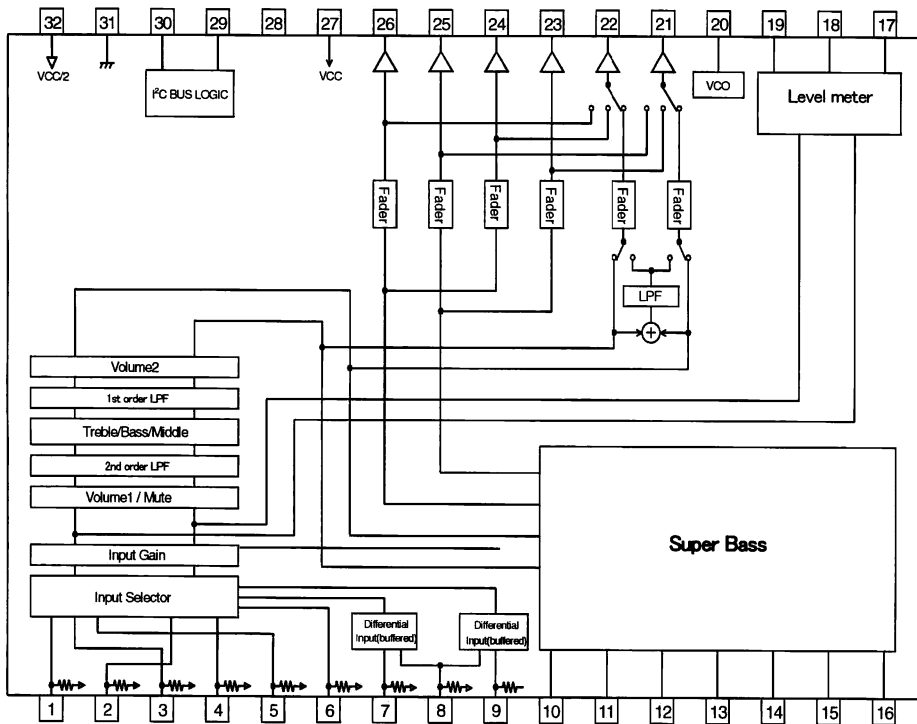 32 31 30 29 28 27 26 25 24 23 22 21 20 19 18 17
VCC/2
I²C BUS LOGIC
VCC
VCO
Level meter
Fader Fader Fader Fader Fader Fader
LPF
+
Volume2
1st order LPF
Treble/Bass/Middle
2nd order LPF
Volume1 / Mute
Input Gain
Input Selector
Super Bass
Differential
Input(buffered)
Differential
Input(buffered)
1 2 3 4 5 6 7 8 9 10 11 12 13 14 15 16